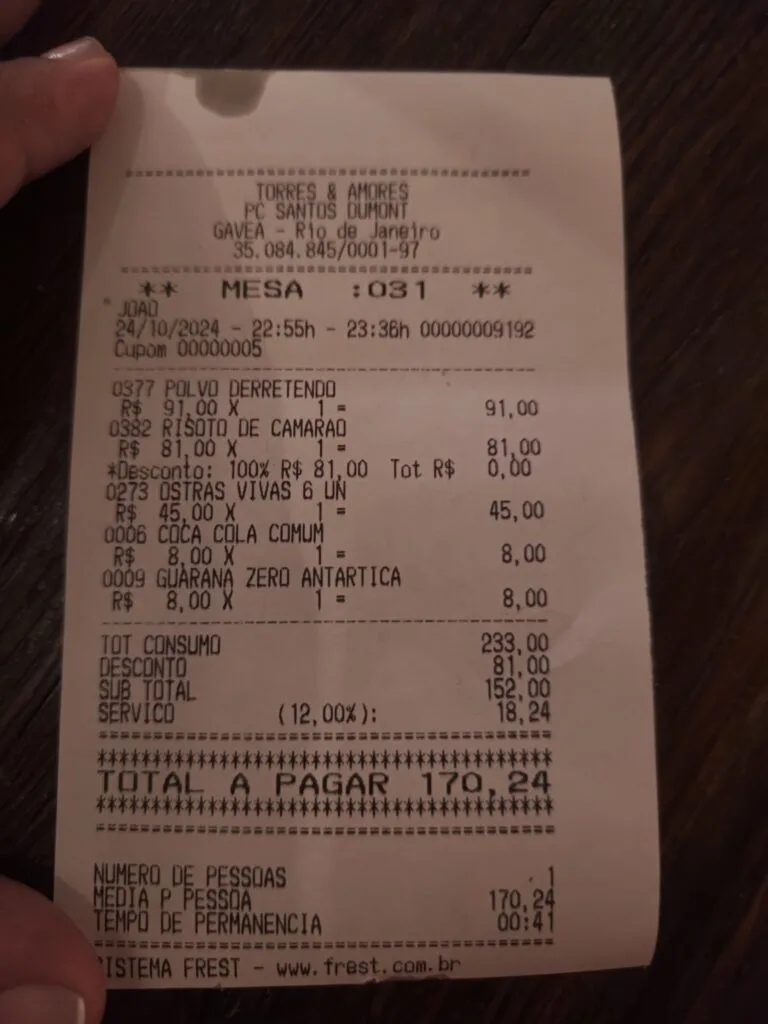 TORRES & AMORES
PC SANTOS DUMONT
GAVEA - Rio de Janeiro
35.084.845/0001-97
** MESA :031 **
JOAO
24/10/2024 - 22:55h - 23:36h 00000009192
Cupom 00000005
0377 POLVO DERRETENDO
R$ 91,00 X 1 = 91,00
0382 RISOTO DE CAMARAO
R$ 81,00 X 1 = 81,00
*Desconto: 100% R$ 81,00 Tot R$ 0,00
0273 OSTRAS VIVAS 6 UN
R$ 45,00 X 1 = 45,00
0006 COCA COLA COMUM
R$ 8,00 X 1 = 8,00
0009 GUARANA ZERO ANTARTICA
R$ 8,00 X 1 = 8,00
TOT CONSUMO 233,00
DESCONTO 81,00
SUB TOTAL 152,00
SERVICO (12,00%): 18,24
TOTAL A PAGAR 170,24
NUMERO DE PESSOAS 1
MEDIA P PESSOA 170,24
TEMPO DE PERMANENCIA 00:41
SISTEMA FREST - www.frest.com.br